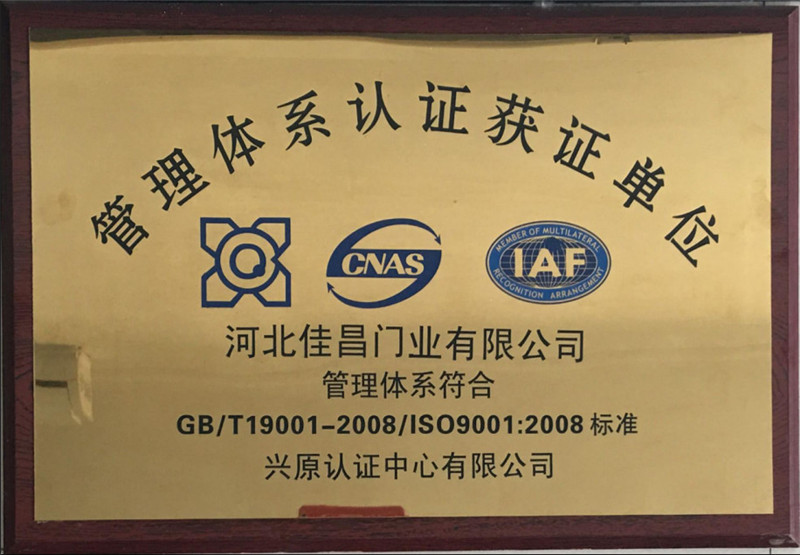 管理体系认证获证单位
Q
CNAS
MEMBER OF MULTILATERAL
IAF
RECOGNITION ARRANGEMENT
河北佳昌门业有限公司
管理体系符合
GB/T19001-2008/ISO9001:2008 标准
兴原认证中心有限公司